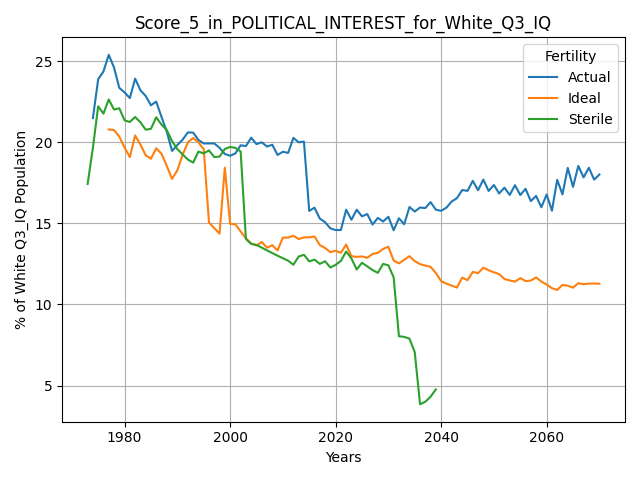 Score_5_in_POLITICAL_INTEREST_for_White_Q3_IQ
% of White Q3_IQ Population
25
20
15
10
5
Fertility
Actual
Ideal
Sterile
1980
2000
2020
2040
2060
Years